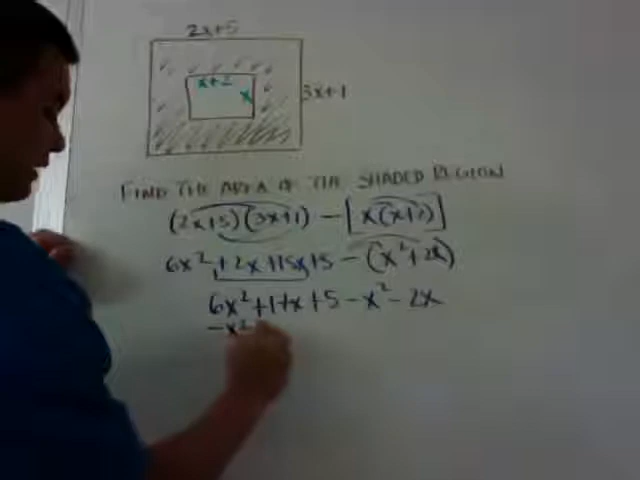 2x+5
x+2
x
3x+1
FIND THE AREA OF THE SHADED REGION
(2x+5)(3x+1) - [x(x+2)]
6x² + 2x + 15x + 5 - (x² + 2x)
6x² + 17x + 5 - x² - 2x
-x²